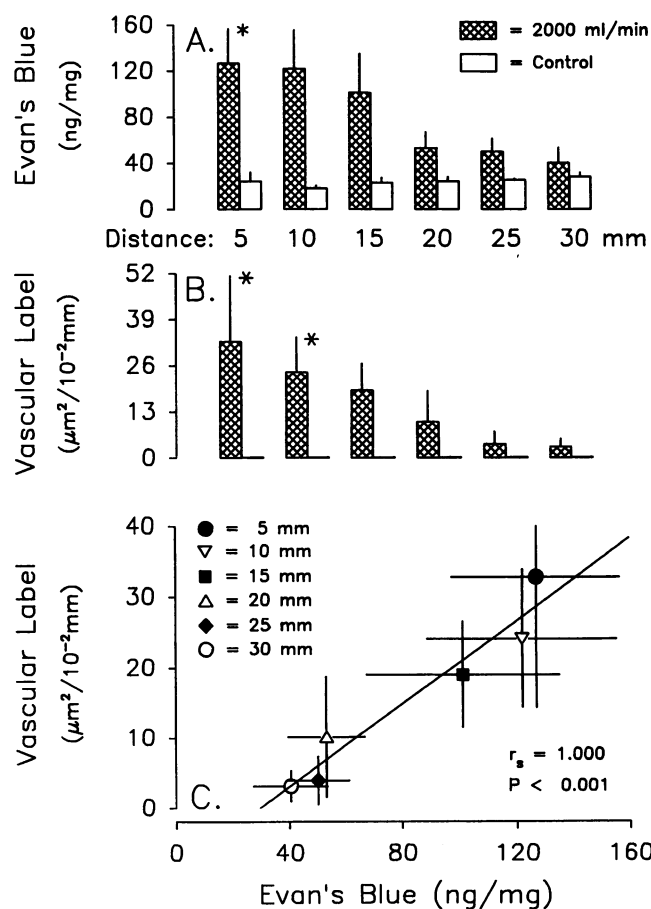 160
120
80
40
0
Evan's Blue
(ng/mg)
A.
*
= 2000 ml/min
= Control
Distance: 5 10 15 20 25 30 mm
52
39
26
13
0
Vascular Label
(μm²/10⁻²mm)
B.
*
*
40
30
20
10
0
Vascular Label
(μm²/10⁻²mm)
= 5 mm
= 10 mm
= 15 mm
= 20 mm
= 25 mm
= 30 mm
rₛ = 1.000
P < 0.001
C.
0 40 80 120 160
Evan's Blue (ng/mg)